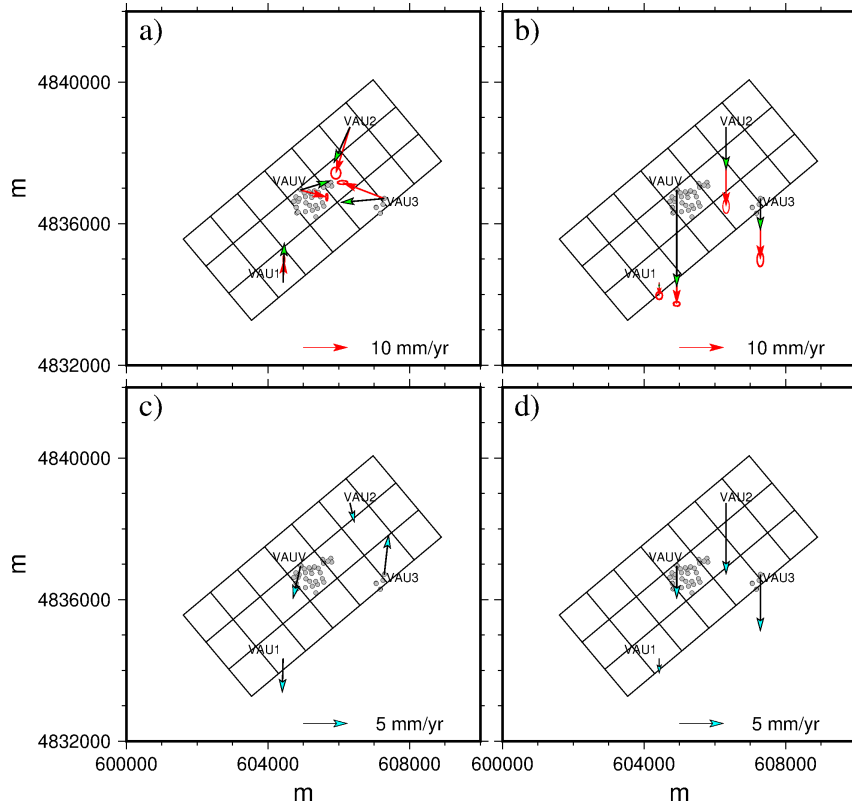 a)
b)
4840000
VAU2
VAU2
VAUV
VAUV
VAU3
VAU3
m
4836000
VAU1
VAU1
10 mm/yr
10 mm/yr
4832000
c)
d)
4840000
VAU2
VAU2
VAUV
VAUV
VAU3
VAU3
m
4836000
VAU1
VAU1
5 mm/yr
5 mm/yr
4832000
600000
604000
608000
600000
604000
608000
m
m